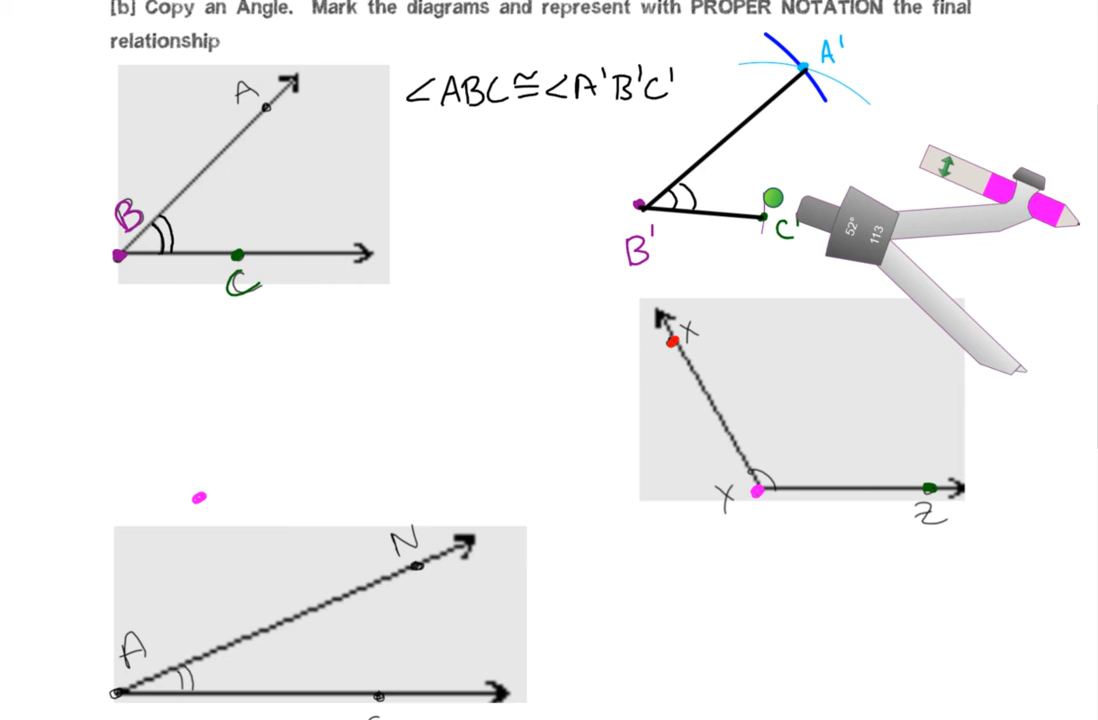 [b] Copy an Angle. Mark the diagrams and represent with PROPER NOTATION the final
relationship
A
∠ABC≅∠A'B'C'
A'
B
C
B'
C'
52°
113
X
Y
Z
N
A